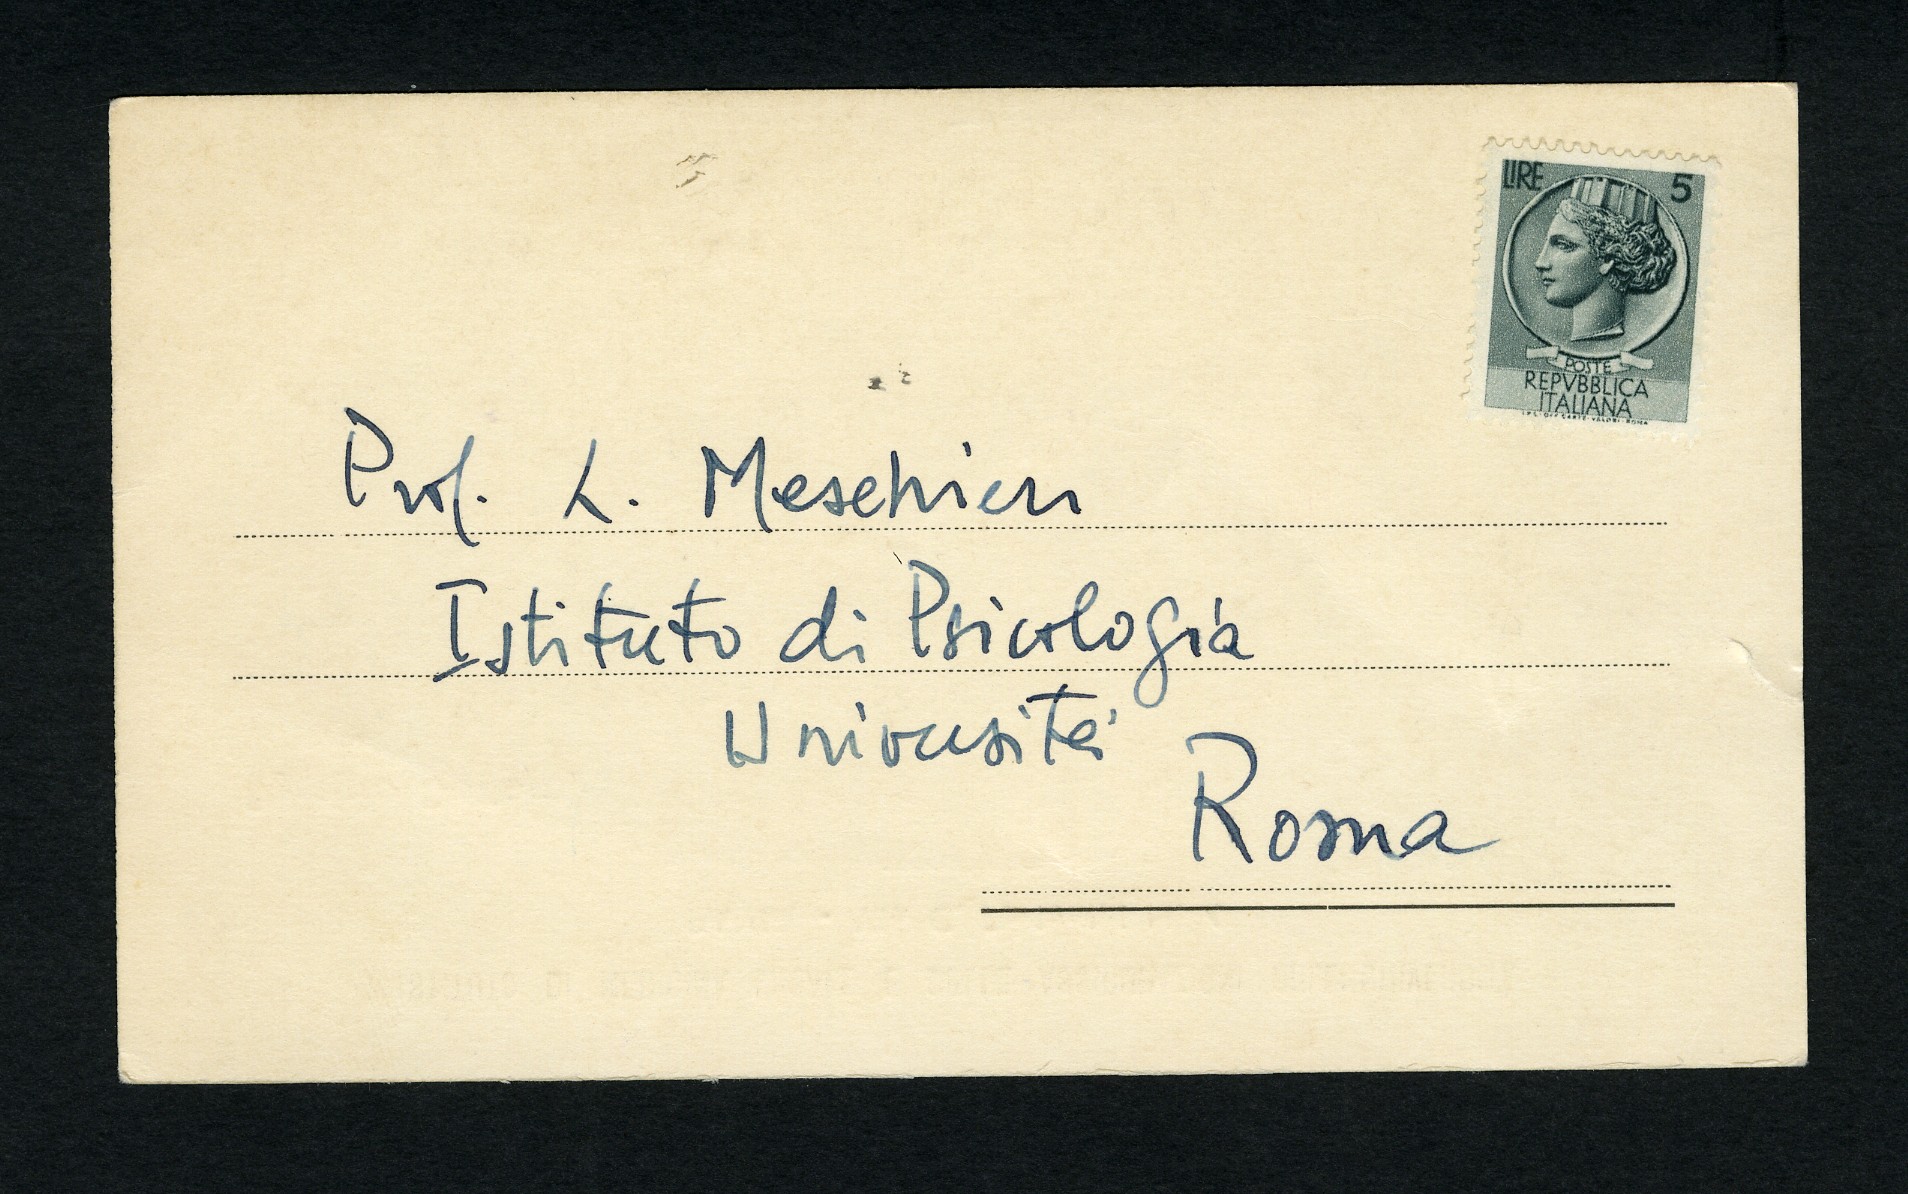 LIRE 5
POSTE
REPVBBLICA
ITALIANA
Prof. L. Meschieri
Istituto di Psicologia
Università
Roma